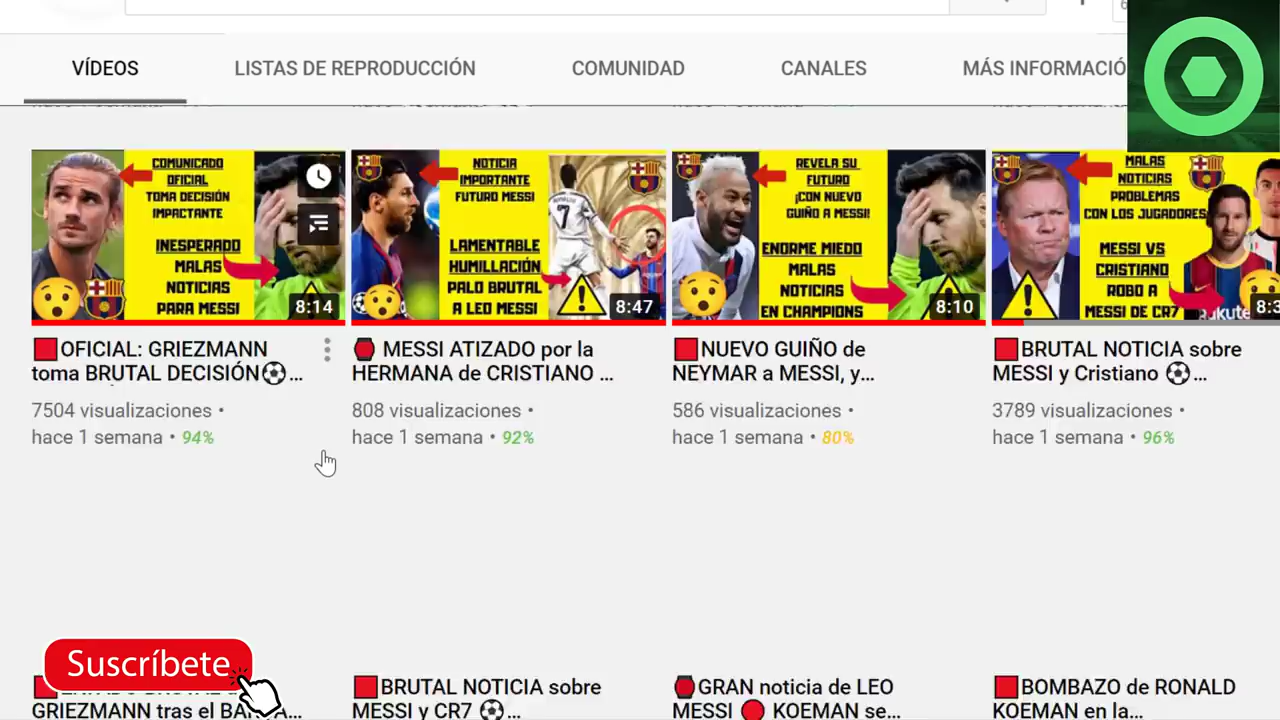 VÍDEOS
LISTAS DE REPRODUCCIÓN
COMUNIDAD
CANALES
MÁS INFORMACIÓ
COMUNICADO
OFICIAL
TOMA DECISIÓN
IMPACTANTE
INESPERADO
MALAS
NOTICIAS
PARA MESSI
8:14
NOTICIA
IMPORTANTE
FUTURO MESSI
LAMENTABLE
HUMILLACIÓN
PALO BRUTAL
A LEO MESSI
7
8:47
REVELA SU
FUTURO
¡CON NUEVO
GUIÑO A MESSI!
ENORME MIEDO
MALAS
NOTICIAS
EN CHAMPIONS
8:10
MALAS
NOTICIAS
PROBLEMAS
CON LOS JUGADORES
MESSI VS
CRISTIANO
ROBO A
MESSI DE CR7
8:3
OFICIAL: GRIEZMANN
toma BRUTAL DECISIÓN⚽...
7504 visualizaciones •
hace 1 semana • 94%
MESSI ATIZADO por la
HERMANA de CRISTIANO ...
808 visualizaciones •
hace 1 semana • 92%
NUEVO GUIÑO de
NEYMAR a MESSI, y...
586 visualizaciones •
hace 1 semana • 80%
BRUTAL NOTICIA sobre
MESSI y Cristiano ⚽...
3789 visualizaciones •
hace 1 semana • 96%
Suscríbete
GRIEZMANN tras el
BRUTAL NOTICIA sobre
MESSI y CR7 ⚽...
GRAN noticia de LEO
MESSI 🔴 KOEMAN se...
BOMBAZO de RONALD
KOEMAN en la...